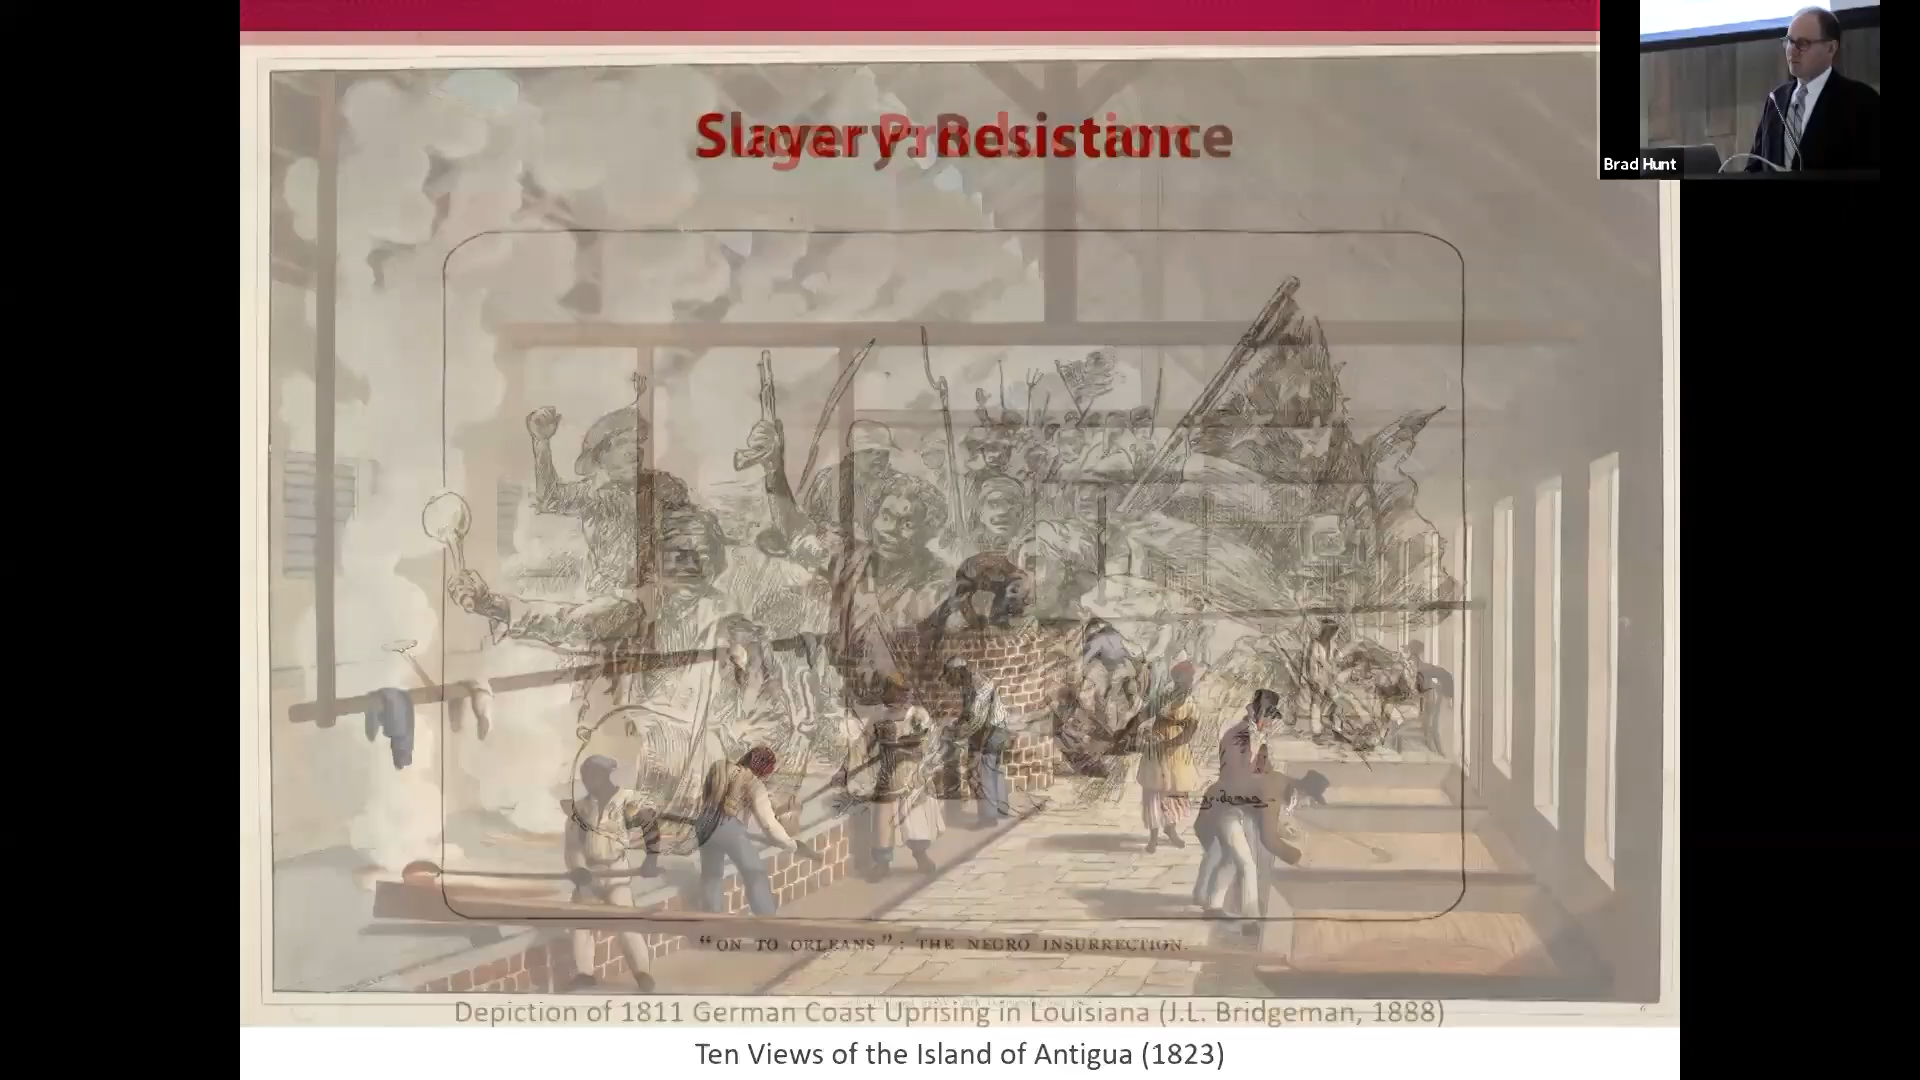 Slavery: Resistance
Sugar Production
Brad Hunt
"ON TO ORLEANS": THE NEGRO INSURRECTION.
Depiction of 1811 German Coast Uprising in Louisiana (J.L. Bridgeman, 1888)
Ten Views of the Island of Antigua (1823)